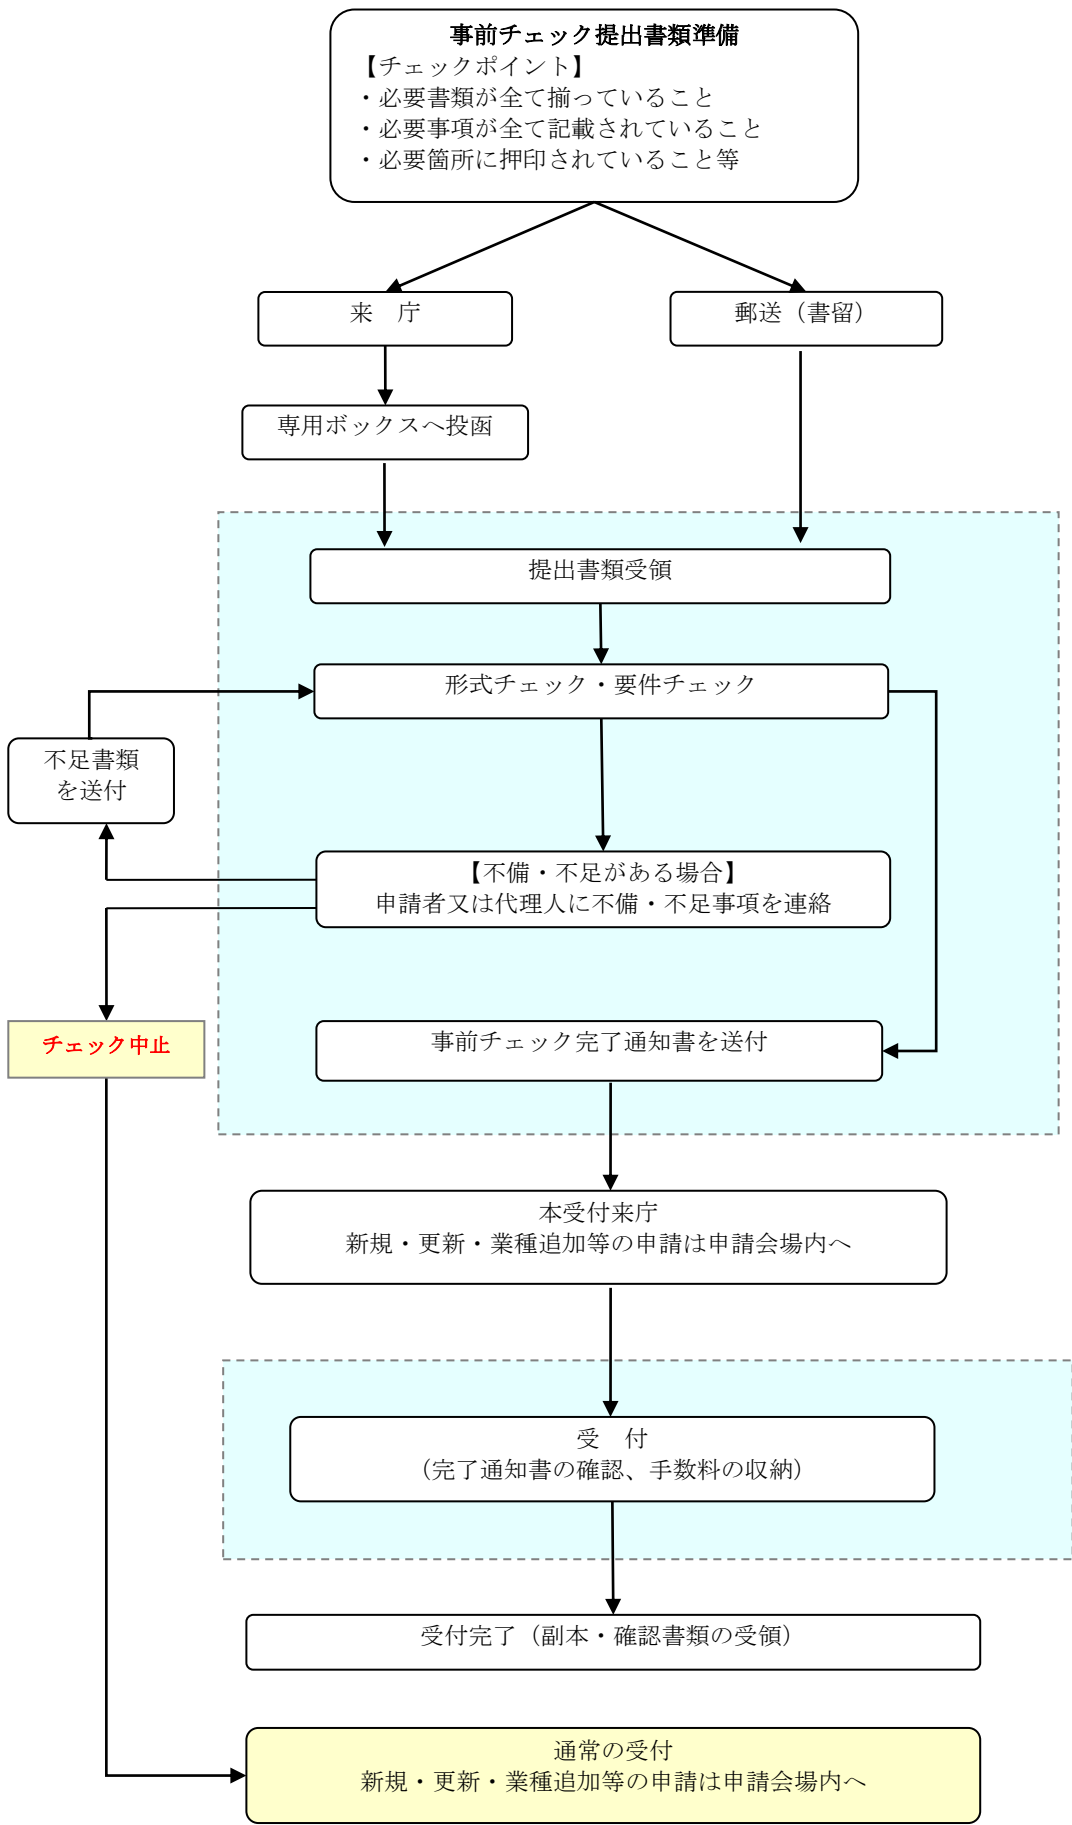 事前チェック提出書類準備
【チェックポイント】
・必要書類が全て揃っていること
・必要事項が全て記載されていること
・必要箇所に押印されていること等
来　庁
郵送（書留）
専用ボックスへ投函
提出書類受領
形式チェック・要件チェック
不足書類
を送付
【不備・不足がある場合】
申請者又は代理人に不備・不足事項を連絡
チェック中止
事前チェック完了通知書を送付
本受付来庁
新規・更新・業種追加等の申請は申請会場内へ
受　付
（完了通知書の確認、手数料の収納）
受付完了（副本・確認書類の受領）
通常の受付
新規・更新・業種追加等の申請は申請会場内へ